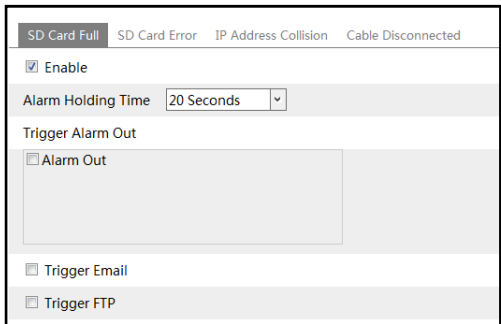 SD Card Full SD Card Error IP Address Collision Cable Disconnected
Enable
Alarm Holding Time 20 Seconds
Trigger Alarm Out
Alarm Out
Trigger Email
Trigger FTP